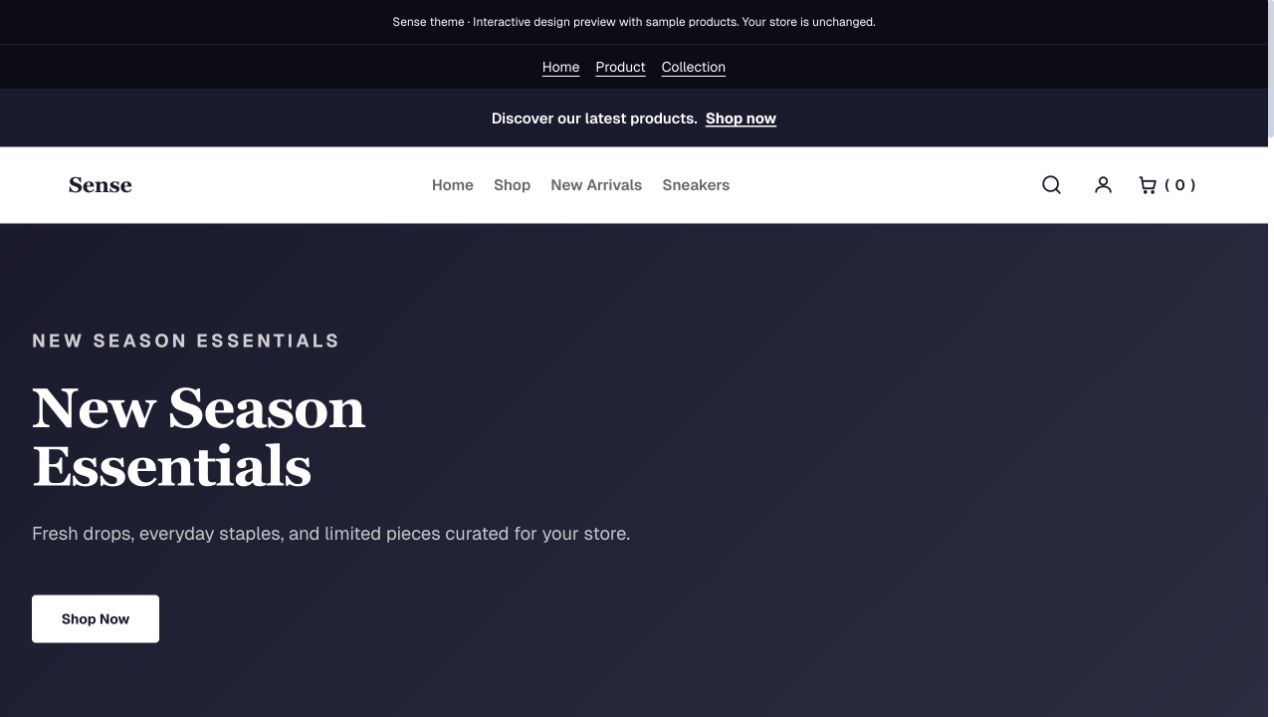 Sense theme · Interactive design preview with sample products. Your store is unchanged.
Home Product Collection
Discover our latest products. Shop now
Sense Home Shop New Arrivals Sneakers ( 0 )
NEW SEASON ESSENTIALS
New Season
Essentials
Fresh drops, everyday staples, and limited pieces curated for your store.
Shop Now